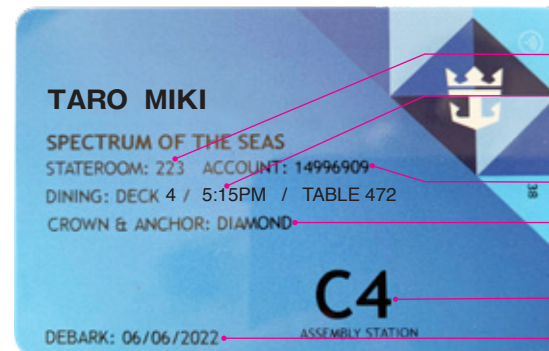 TARO MIKI
SPECTRUM OF THE SEAS
STATEROOM: 223 ACCOUNT: 14996909
DINING: DECK 4 / 5:15PM / TABLE 472
CROWN & ANCHOR: DIAMOND
38
C4
ASSEMBLY STATION
DEBARK: 06/06/2022